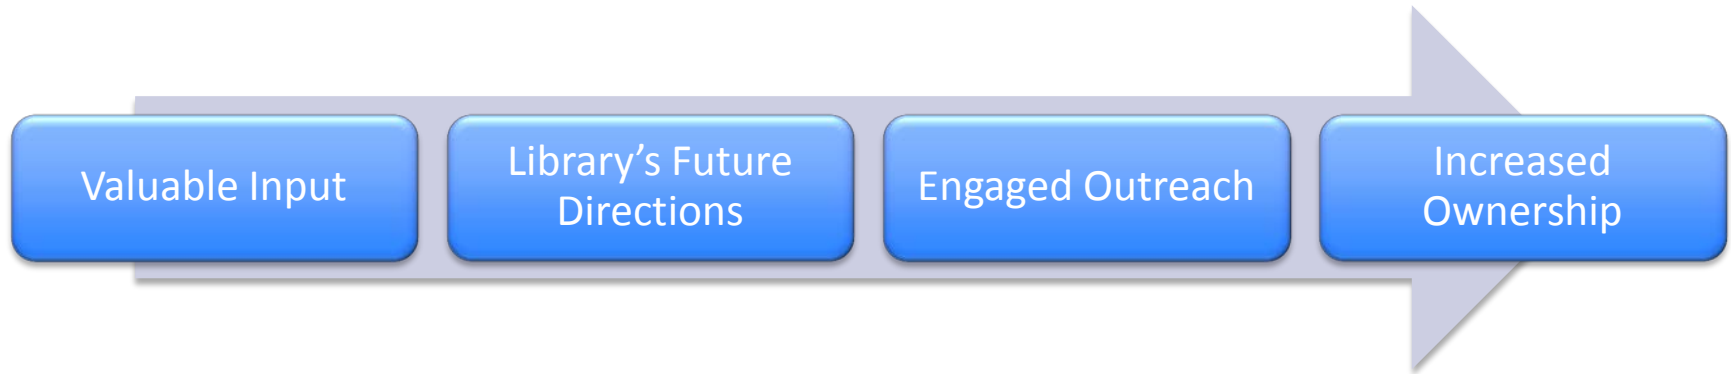 Valuable Input
Library’s Future
Directions
Engaged Outreach
Increased
Ownership